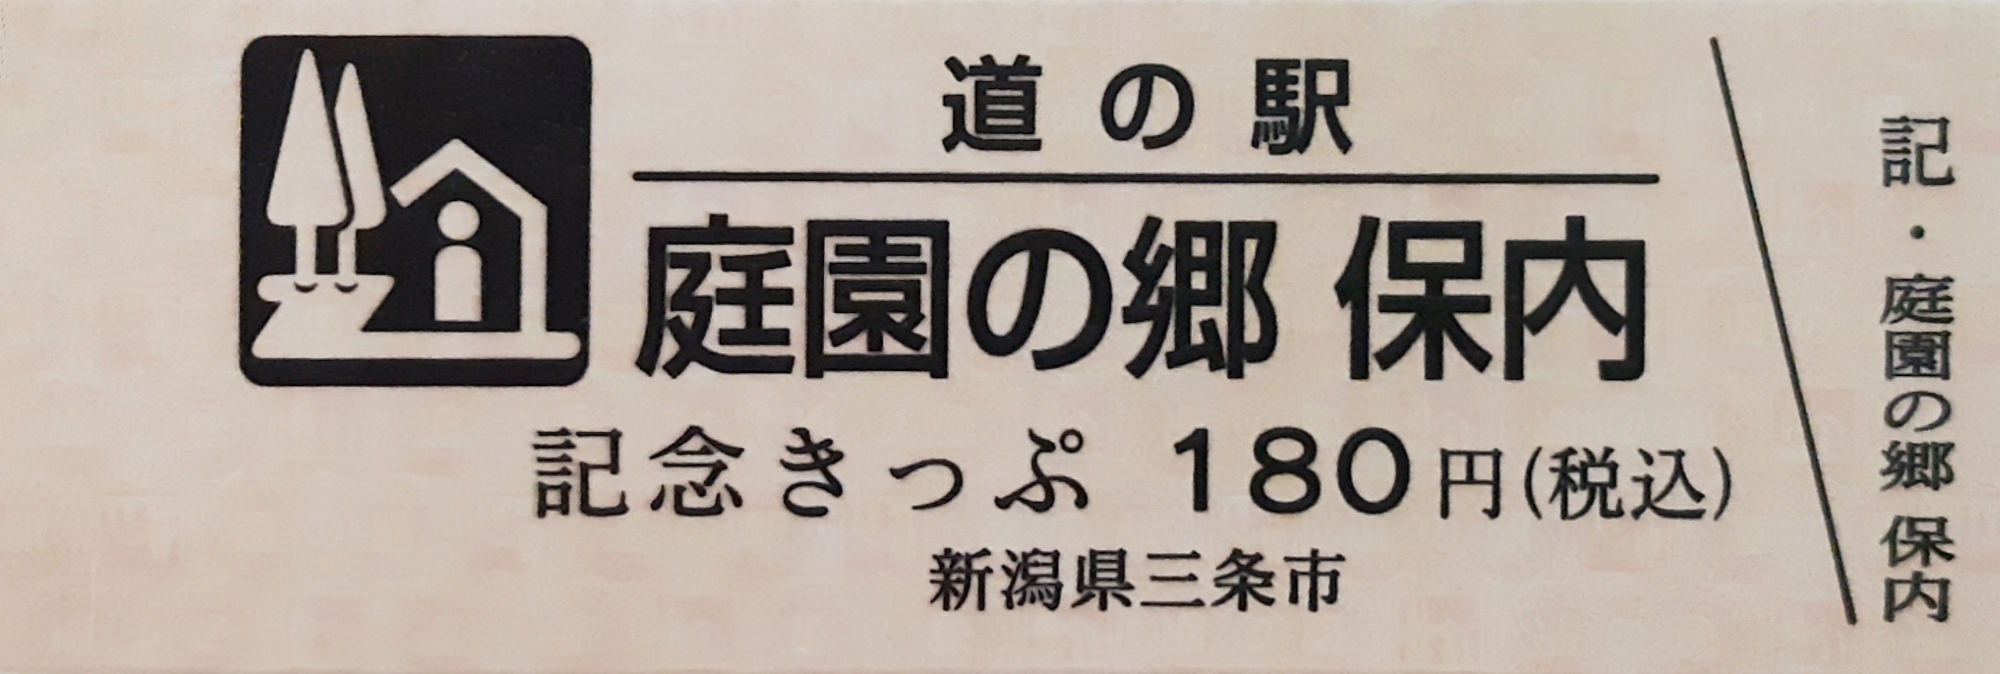 道の駅
庭園の郷 保内
記念きっぷ 180円(税込)
新潟県三条市
記・庭園の郷 保内